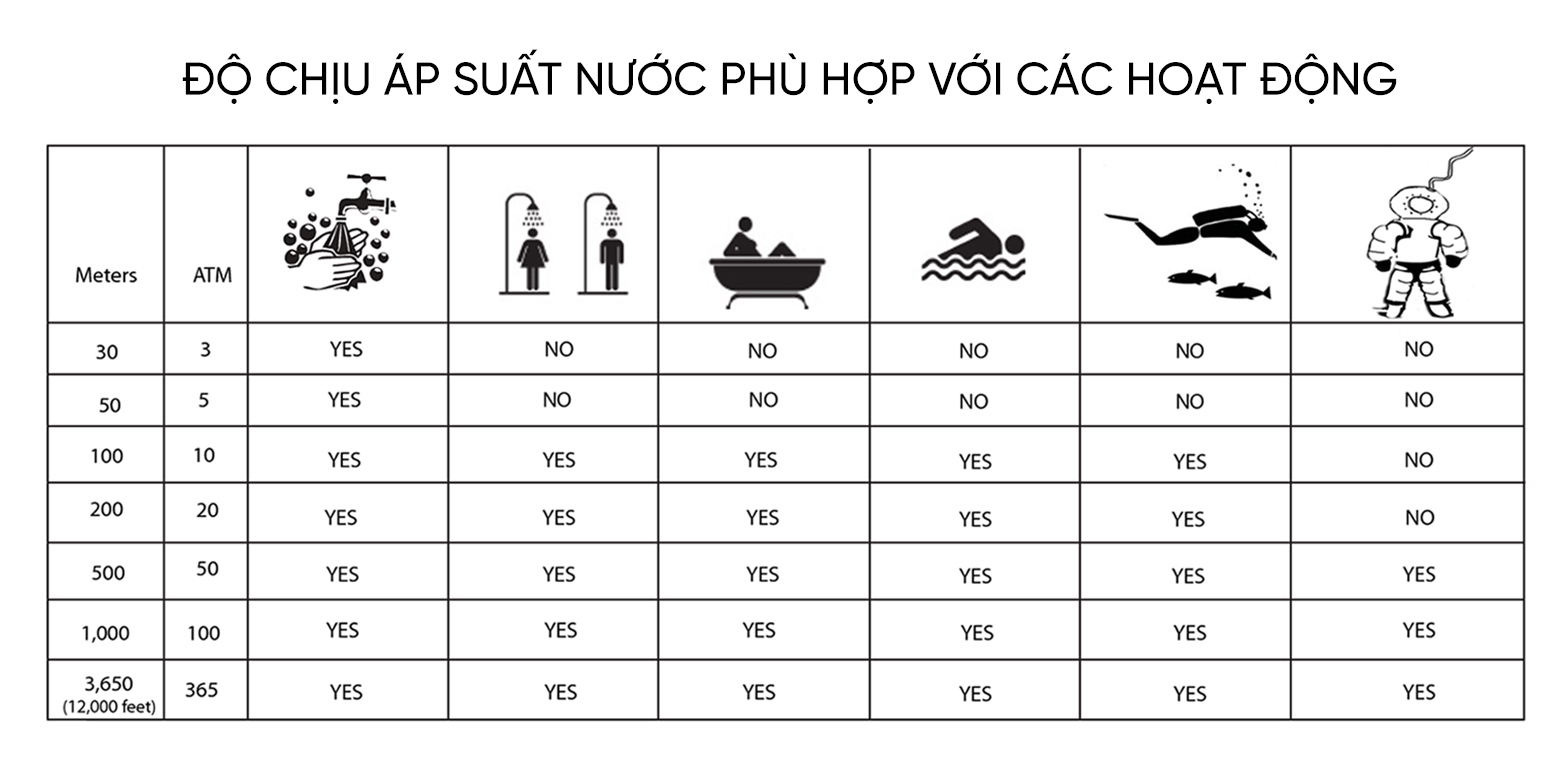 ĐỘ CHỊU ÁP SUẤT NƯỚC PHÙ HỢP VỚI CÁC HOẠT ĐỘNG
Meters ATM
30 3 YES NO NO NO NO NO
50 5 YES NO NO NO NO NO
100 10 YES YES YES YES YES NO
200 20 YES YES YES YES YES NO
500 50 YES YES YES YES YES YES
1,000 100 YES YES YES YES YES YES
3,650 365 YES YES YES YES YES YES
(12,000 feet)